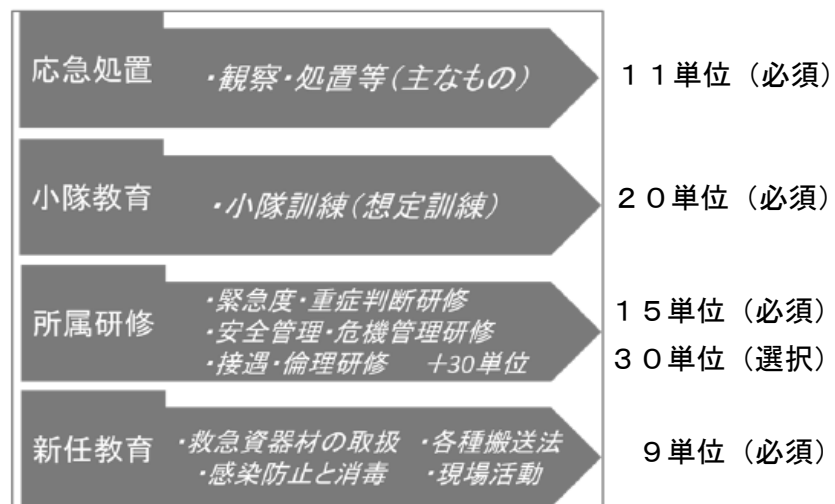 応急処置
・観察・処置等(主なもの)
１１単位（必須）
小隊教育
・小隊訓練(想定訓練)
２０単位（必須）
所属研修
・緊急度・重症判断研修
・安全管理・危機管理研修
・接遇・倫理研修　＋30単位
１５単位（必須）
３０単位（選択）
新任教育
・救急資器材の取扱　・各種搬送法
・感染防止と消毒　・現場活動
９単位（必須）